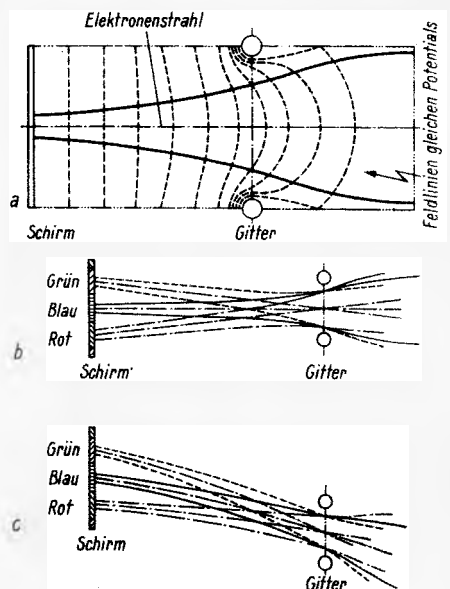 Elektronenstrahl
Feldlinien gleichen Potentials
a
Schirm
Gitter
Grün
Blau
Rot
b
Schirm
Gitter
Grün
Blau
Rot
c
Schirm
Gitter